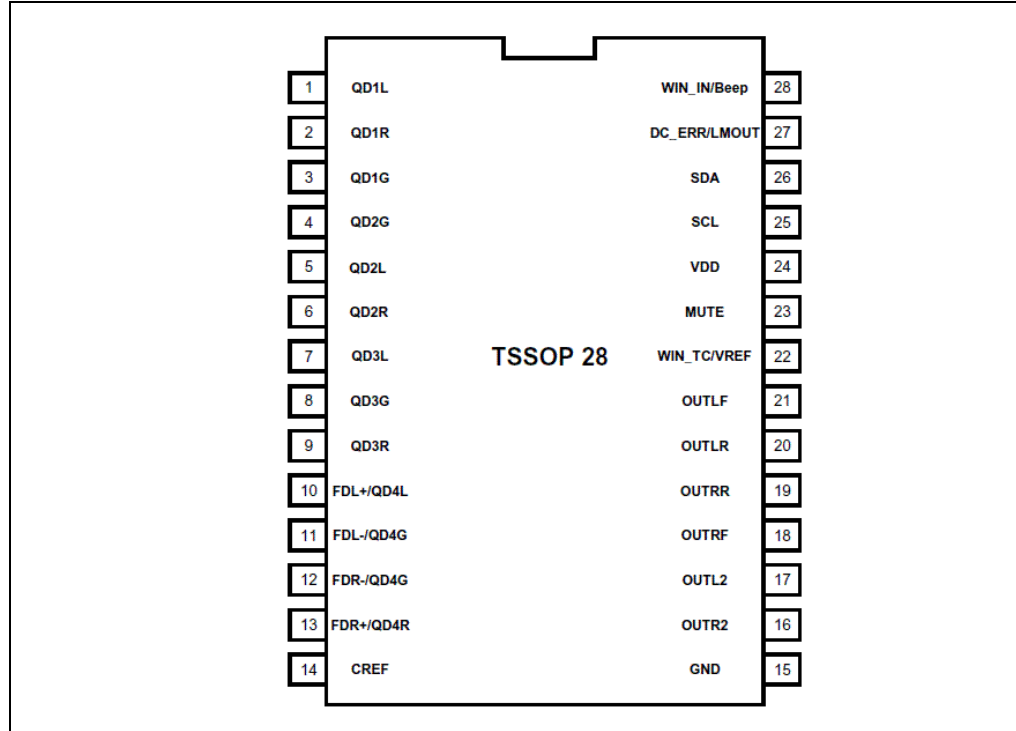 1 QD1L WIN_IN/Beep 28
2 QD1R DC_ERR/LMOUT 27
3 QD1G SDA 26
4 QD2G SCL 25
5 QD2L VDD 24
6 QD2R MUTE 23
7 QD3L TSSOP 28 WIN_TC/VREF 22
8 QD3G OUTLF 21
9 QD3R OUTLR 20
10 FDL+/QD4L OUTRR 19
11 FDL-/QD4G OUTRF 18
12 FDR-/QD4G OUTL2 17
13 FDR+/QD4R OUTR2 16
14 CREF GND 15